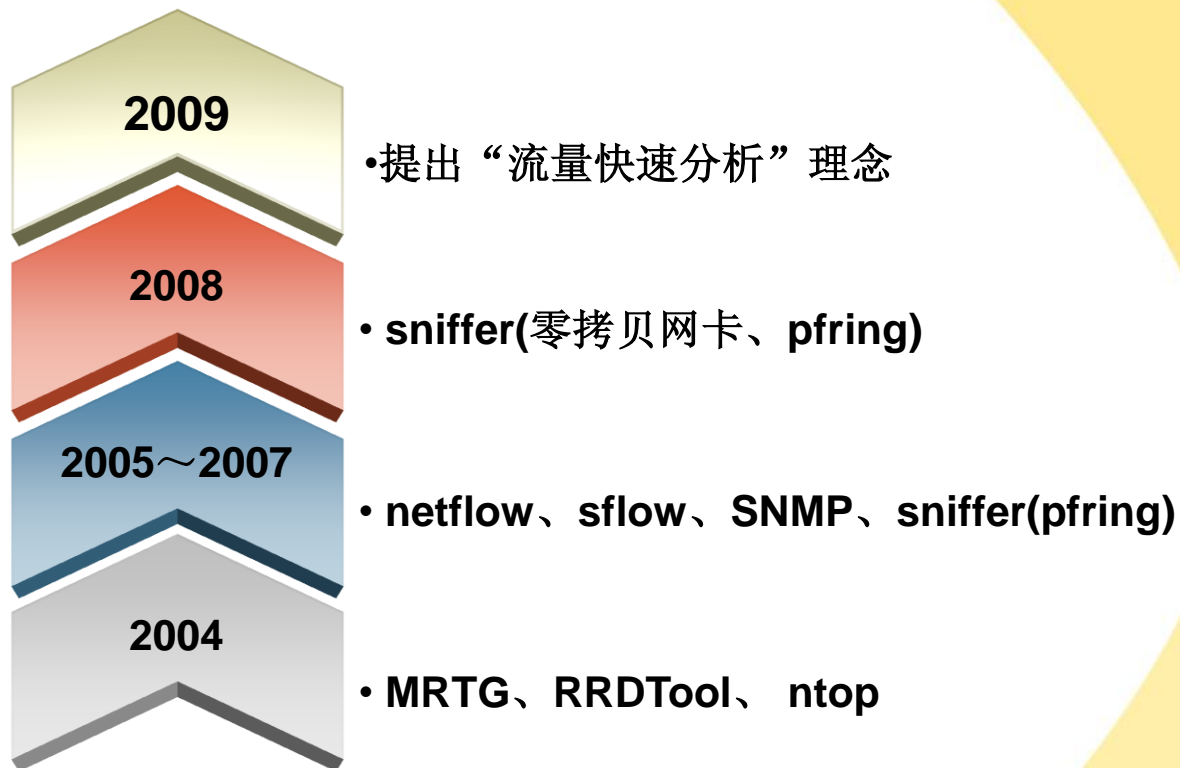 2009
•提出“流量快速分析”理念
2008
• sniffer(零拷贝网卡、pfring)
2005～2007
• netflow、sflow、SNMP、sniffer(pfring)
2004
• MRTG、RRDTool、 ntop